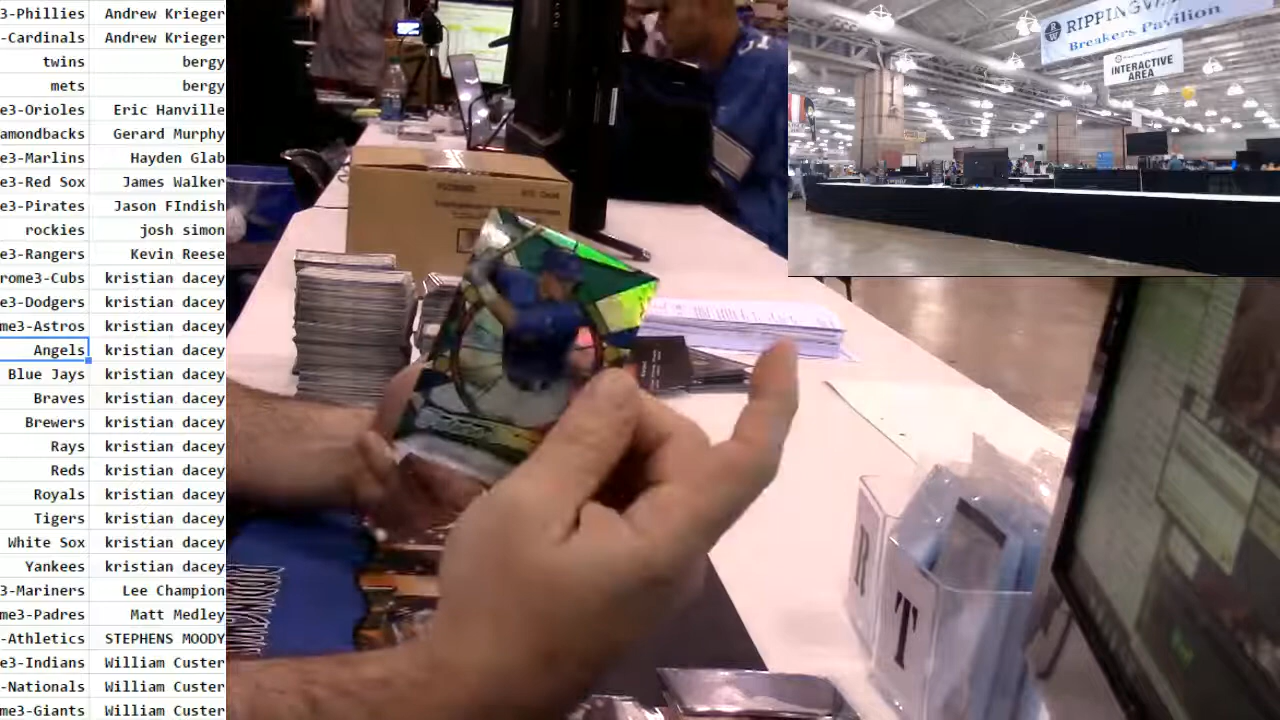 3-Phillies Andrew Krieger
-Cardinals Andrew Krieger
twins bergy
mets bergy
e3-Orioles Eric Hanville
amondbacks Gerard Murphy
e3-Marlins Hayden Glab
e3-Red Sox James Walker
e3-Pirates Jason FIndish
rockies josh simon
e3-Rangers Kevin Reese
rome3-Cubs kristian dacey
e3-Dodgers kristian dacey
me3-Astros kristian dacey
Angels kristian dacey
Blue Jays kristian dacey
Braves kristian dacey
Brewers kristian dacey
Rays kristian dacey
Reds kristian dacey
Royals kristian dacey
Tigers kristian dacey
White Sox kristian dacey
Yankees kristian dacey
3-Mariners Lee Champion
me3-Padres Matt Medley
-Athletics STEPHENS MOODY
e3-Indians William Custer
-Nationals William Custer
me3-Giants William Custer
RW RIPPINGW
Breakers Pavilion
INTERACTIVE
AREA
R
T